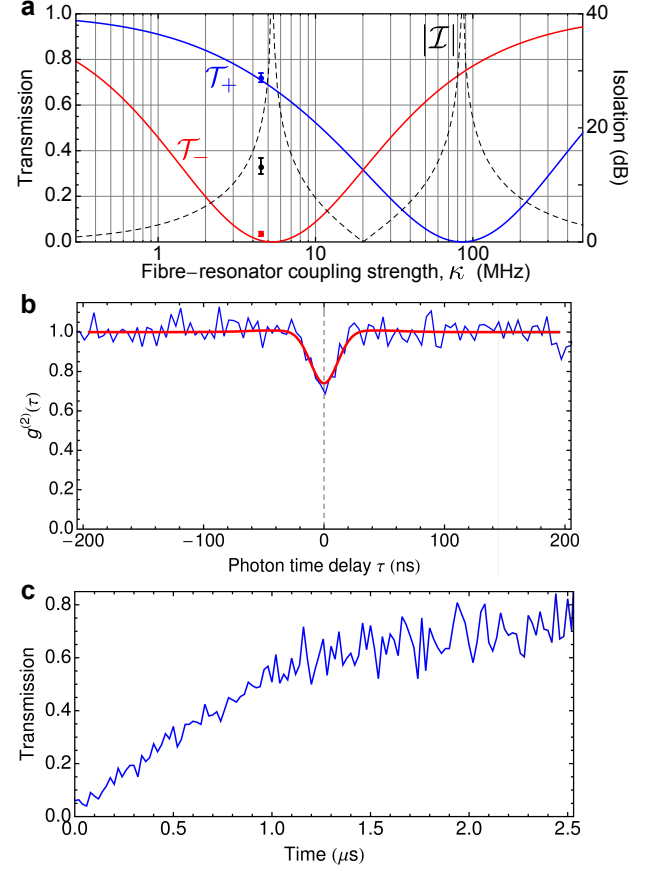 a
1.0
0.8
0.6
0.4
0.2
0.0
Transmission
𝒯+
𝒯−
|ℐ|
40
20
0
Isolation (dB)
1
10
100
Fibre−resonator coupling strength, κ (MHz)
b
1.0
0.8
0.6
0.4
0.2
0.0
g(2)(τ)
−200
−100
0
100
200
Photon time delay τ (ns)
c
0.8
0.6
0.4
0.2
0.0
Transmission
0.0
0.5
1.0
1.5
2.0
2.5
Time (μs)